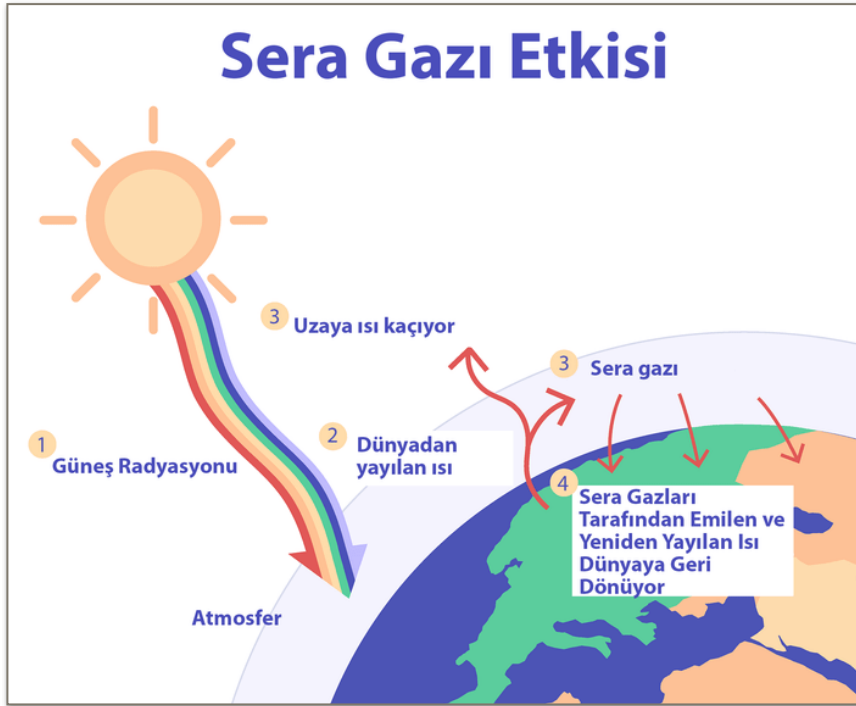 Sera Gazı Etkisi
3
Uzaya ısı kaçıyor
3
Sera gazı
1
Güneş Radyasyonu
2
Dünyadan
yayılan ısı
4
Sera Gazları
Tarafından Emilen ve
Yeniden Yayılan Isı
Dünyaya Geri
Dönüyor
Atmosfer